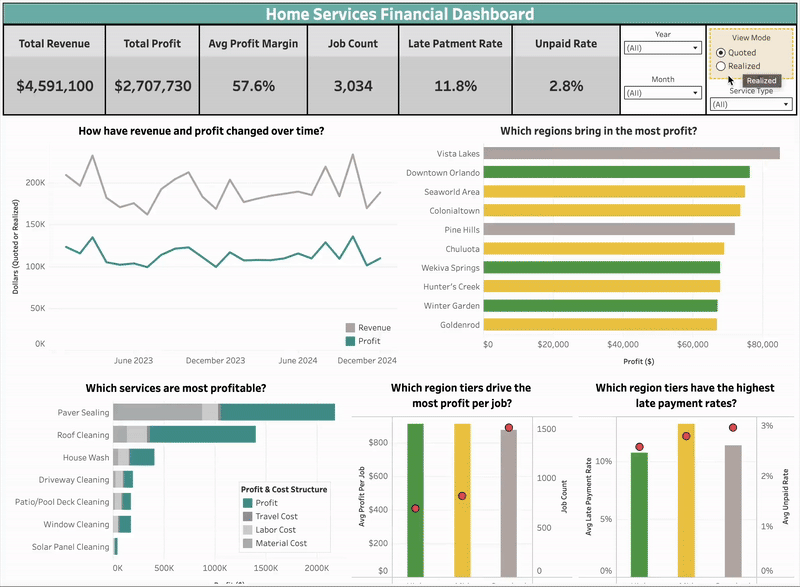 Home Services Financial Dashboard
Total Revenue
$4,591,100
Total Profit
$2,707,730
Avg Profit Margin
57.6%
Job Count
3,034
Late Patment Rate
11.8%
Unpaid Rate
2.8%
Year
(All)
Month
(All)
View Mode
Quoted
Realized
Realized
Service Type
(All)
How have revenue and profit changed over time?
Dollars (Quoted or Realized)
200K
150K
100K
50K
0K
June 2023
December 2023
June 2024
December 2024
Revenue
Profit
Which regions bring in the most profit?
Vista Lakes
Downtown Orlando
Seaworld Area
Colonialtown
Pine Hills
Chuluota
Wekiva Springs
Hunter's Creek
Winter Garden
Goldenrod
$0
$20,000
$40,000
$60,000
$80,000
Profit ($)
Which services are most profitable?
Paver Sealing
Roof Cleaning
House Wash
Driveway Cleaning
Patio/Pool Deck Cleaning
Window Cleaning
Solar Panel Cleaning
0K
500K
1000K
1500K
2000K
Profit & Cost Structure
Profit
Travel Cost
Labor Cost
Material Cost
Which region tiers drive the
most profit per job?
Avg Profit Per Job
$800
$600
$400
$200
$0
1500
1000
500
0
Job Count
Which region tiers have the highest
late payment rates?
Avg Late Payment Rate
10%
5%
0%
3%
2%
1%
0%
Avg Unpaid Rate